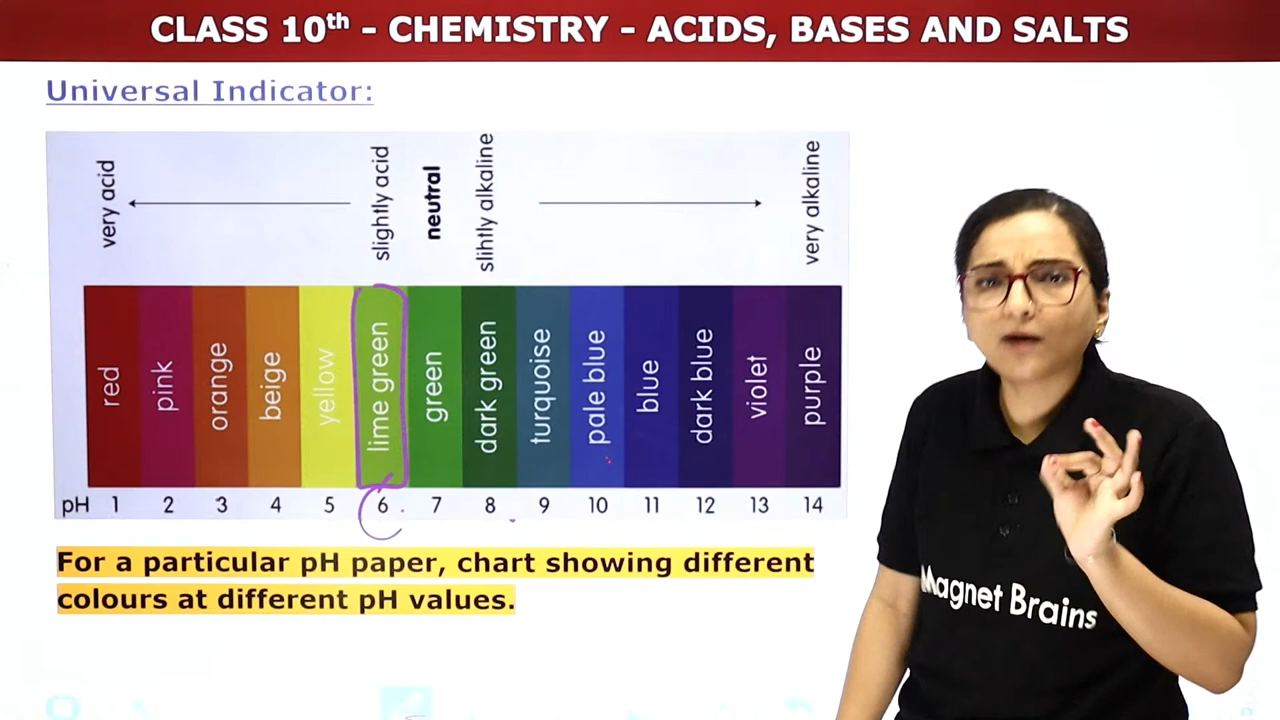 CLASS 10th - CHEMISTRY - ACIDS, BASES AND SALTS
Universal Indicator:
very acid
slightly acid
neutral
slihtly alkaline
very alkaline
red
pink
orange
beige
yellow
lime green
green
dark green
turquoise
pale blue
blue
dark blue
violet
purple
pH 1 2 3 4 5 6 7 8 9 10 11 12 13 14
For a particular pH paper, chart showing different
colours at different pH values.
Magnet Brains